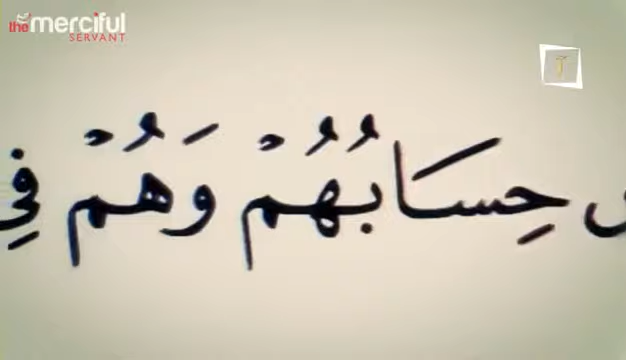 the merciful
SERVANT
حِسَابُهُمْ وَهُمْ فِي